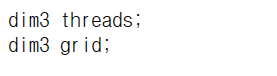 dim3 threads;
dim3 grid;